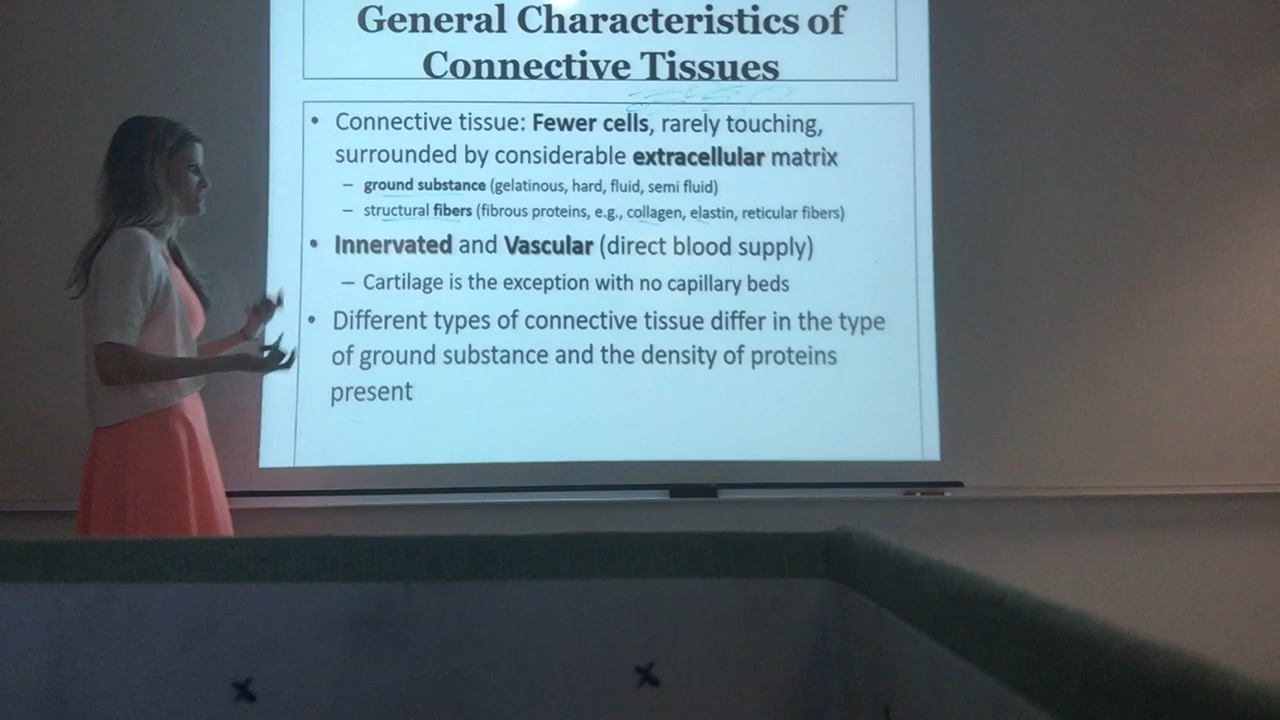 General Characteristics of
Connective Tissues
• Connective tissue: Fewer cells, rarely touching,
surrounded by considerable extracellular matrix
– ground substance (gelatinous, hard, fluid, semi fluid)
– structural fibers (fibrous proteins, e.g., collagen, elastin, reticular fibers)
• Innervated and Vascular (direct blood supply)
– Cartilage is the exception with no capillary beds
• Different types of connective tissue differ in the type
of ground substance and the density of proteins
present